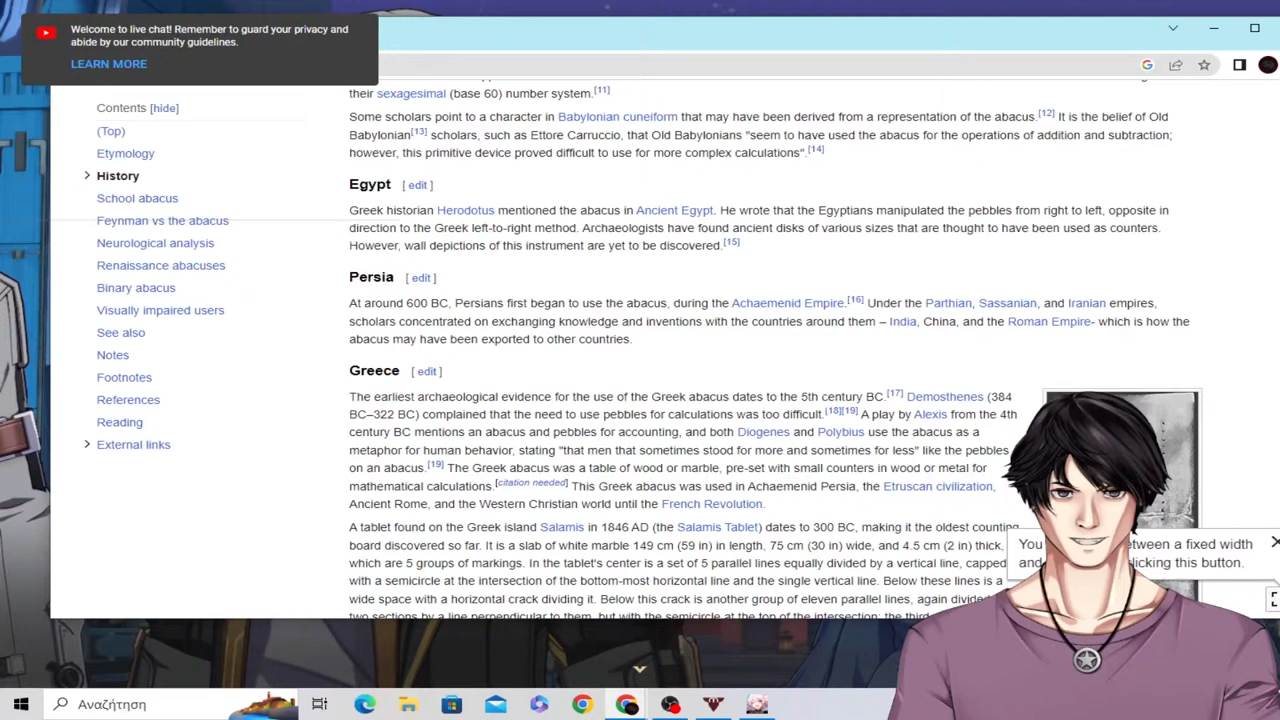 Welcome to live chat! Remember to guard your privacy and
abide by our community guidelines.
LEARN MORE
Contents [hide]
(Top)
Etymology
History
School abacus
Feynman vs the abacus
Neurological analysis
Renaissance abacuses
Binary abacus
Visually impaired users
See also
Notes
Footnotes
References
Reading
External links
their sexagesimal (base 60) number system.[11]
Some scholars point to a character in Babylonian cuneiform that may have been derived from a representation of the abacus.[12] It is the belief of Old
Babylonian[13] scholars, such as Ettore Carruccio, that Old Babylonians "seem to have used the abacus for the operations of addition and subtraction;
however, this primitive device proved difficult to use for more complex calculations".[14]
Egypt [ edit ]
Greek historian Herodotus mentioned the abacus in Ancient Egypt. He wrote that the Egyptians manipulated the pebbles from right to left, opposite in
direction to the Greek left-to-right method. Archaeologists have found ancient disks of various sizes that are thought to have been used as counters.
However, wall depictions of this instrument are yet to be discovered.[15]
Persia [ edit ]
At around 600 BC, Persians first began to use the abacus, during the Achaemenid Empire.[16] Under the Parthian, Sassanian, and Iranian empires,
scholars concentrated on exchanging knowledge and inventions with the countries around them – India, China, and the Roman Empire- which is how the
abacus may have been exported to other countries.
Greece [ edit ]
The earliest archaeological evidence for the use of the Greek abacus dates to the 5th century BC.[17] Demosthenes (384
BC–322 BC) complained that the need to use pebbles for calculations was too difficult.[18][19] A play by Alexis from the 4th
century BC mentions an abacus and pebbles for accounting, and both Diogenes and Polybius use the abacus as a
metaphor for human behavior, stating "that men that sometimes stood for more and sometimes for less" like the pebbles
on an abacus.[19] The Greek abacus was a table of wood or marble, pre-set with small counters in wood or metal for
mathematical calculations.[citation needed] This Greek abacus was used in Achaemenid Persia, the Etruscan civilization,
Ancient Rome, and the Western Christian world until the French Revolution.
A tablet found on the Greek island Salamis in 1846 AD (the Salamis Tablet) dates to 300 BC, making it the oldest counting
board discovered so far. It is a slab of white marble 149 cm (59 in) in length, 75 cm (30 in) wide, and 4.5 cm (2 in) thick,
which are 5 groups of markings. In the tablet's center is a set of 5 parallel lines equally divided by a vertical line, capped
with a semicircle at the intersection of the bottom-most horizontal line and the single vertical line. Below these lines is a
wide space with a horizontal crack dividing it. Below this crack is another group of eleven parallel lines, again divided
two sections by a line perpendicular to them, but with the semicircle at the top of the intersection; the third
You between a fixed width
and clicking this button.
Αναζήτηση